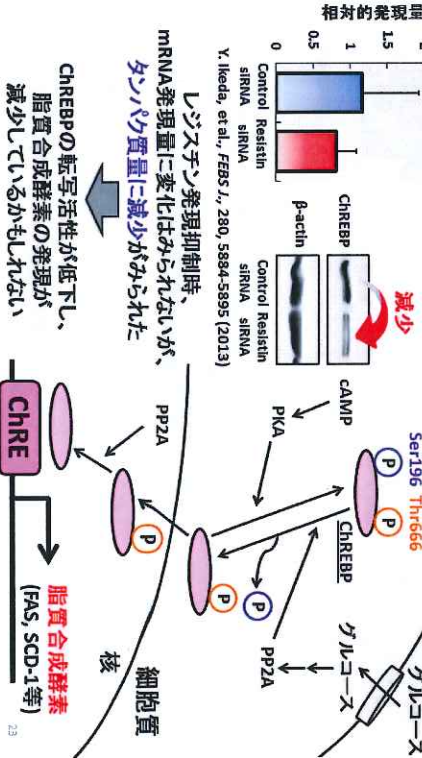 相対的発現量
1.5
1
0.5
0
Control siRNA
Resistin siRNA
ChREBP
β-actin
Control siRNA
Resistin siRNA
減少
Y. Ikeda, et al., FEBS J., 280, 5884-5895 (2013)
レジスチン発現抑制時、
mRNA発現量に変化はみられないが、
タンパク質量に減少がみられた
ChREBPの転写活性が低下し、
脂質合成酵素の発現が
減少しているかもしれない
グルコース
グルコース
PP2A
Ser196 Thr666
P
P
ChREBP
cAMP
PKA
P
P
細胞質
核
PP2A
P
ChRE
脂質合成酵素
(FAS, SCD-1等)
23